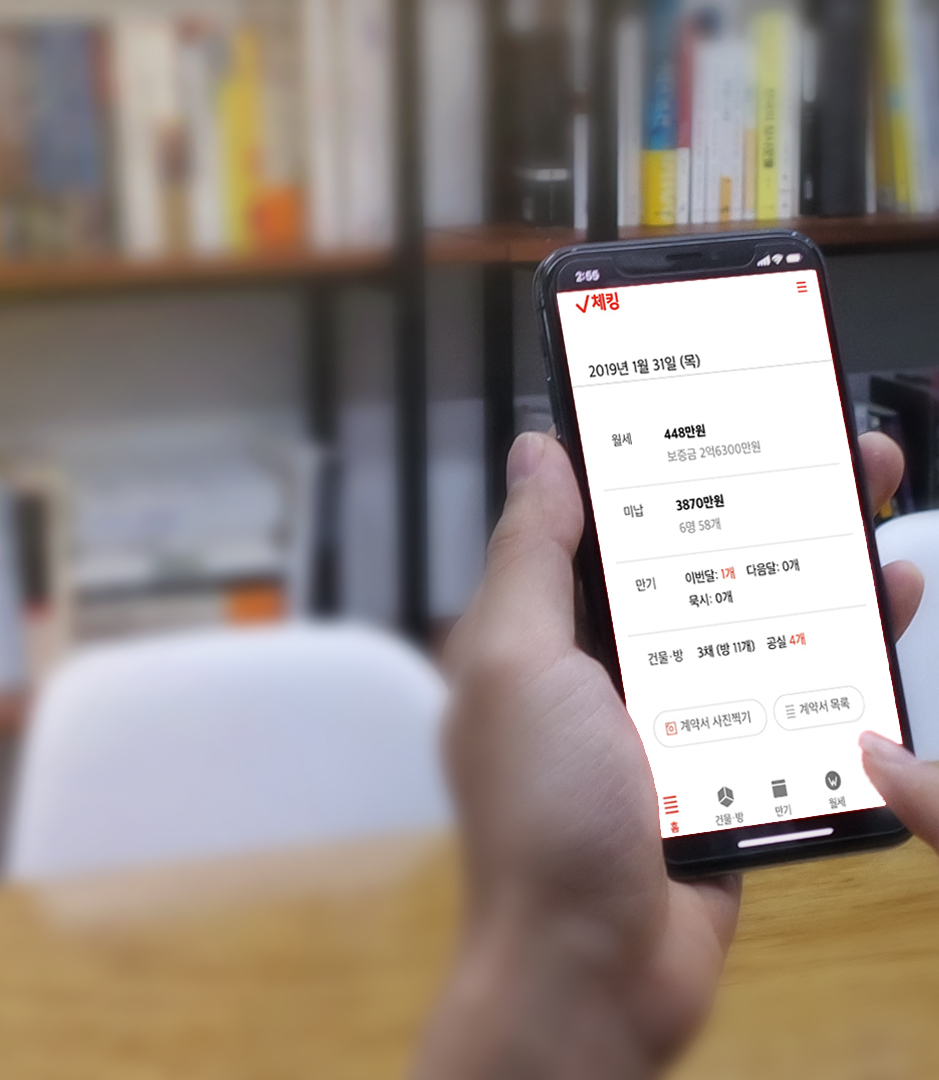 2:55
체킹
2019년 1월 31일 (목)
월세 448만원
보증금 2억6300만원
미납 3870만원
6명 58개
만기 이번달: 1개 다음달: 0개
묵시: 0개
건물·방 3채 (방 11개) 공실 4개
계약서 사진찍기 계약서 목록
홈 건물·방 만기 월세